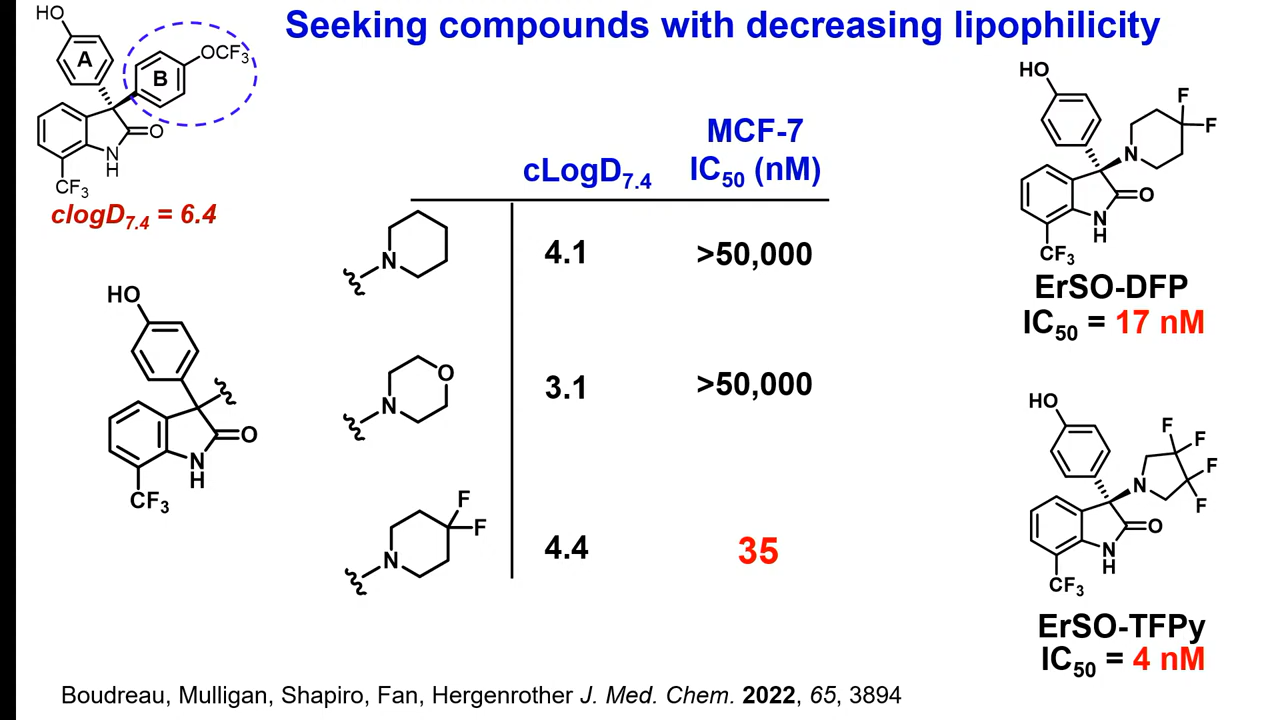 Seeking compounds with decreasing lipophilicity
HO
A
B
OCF₃
O
N
H
CF₃
clogD₇.₄ = 6.4
cLogD₇.₄
MCF-7
IC₅₀ (nM)
N
4.1
>50,000
N
O
3.1
>50,000
N
F
F
4.4
35
HO
O
N
H
CF₃
HO
F
F
N
O
N
H
CF₃
ErSO-DFP
IC₅₀ = 17 nM
HO
F
F
F
F
N
O
N
H
CF₃
ErSO-TFPy
IC₅₀ = 4 nM
Boudreau, Mulligan, Shapiro, Fan, Hergenrother J. Med. Chem. 2022, 65, 3894